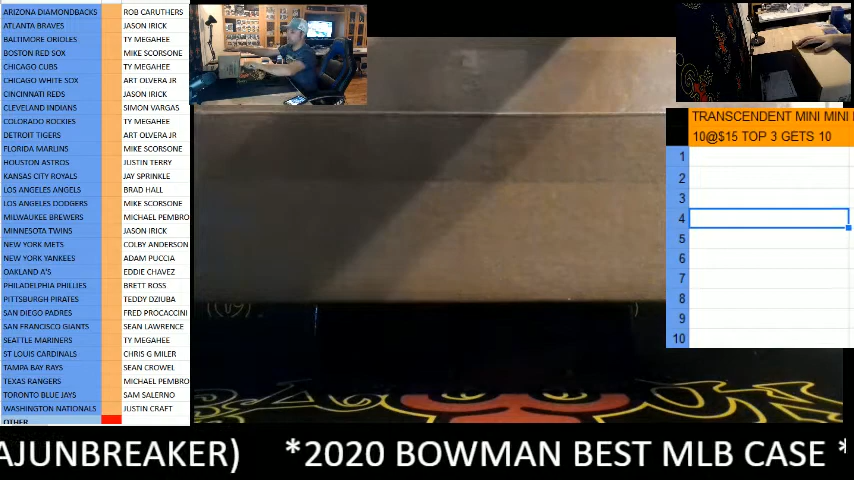 ARIZONA DIAMONDBACKS ROB CARUTHERS
ATLANTA BRAVES JASON IRICK
BALTIMORE ORIOLES TY MEGAHEE
BOSTON RED SOX MIKE SCORSONE
CHICAGO CUBS TY MEGAHEE
CHICAGO WHITE SOX ART OLVERA JR
CINCINNATI REDS JASON IRICK
CLEVELAND INDIANS SIMON VARGAS
COLORADO ROCKIES TY MEGAHEE
DETROIT TIGERS ART OLVERA JR
FLORIDA MARLINS MIKE SCORSONE
HOUSTON ASTROS JUSTIN TERRY
KANSAS CITY ROYALS JAY SPRINKLE
LOS ANGELES ANGELS BRAD HALL
LOS ANGELES DODGERS MIKE SCORSONE
MILWAUKEE BREWERS MICHAEL PEMBRO
MINNESOTA TWINS JASON IRICK
NEW YORK METS COLBY ANDERSON
NEW YORK YANKEES ADAM PUCCIA
OAKLAND A'S EDDIE CHAVEZ
PHILADELPHIA PHILLIES BRETT ROSS
PITTSBURGH PIRATES TEDDY DZIUBA
SAN DIEGO PADRES FRED PROCACCINI
SAN FRANCISCO GIANTS SEAN LAWRENCE
SEATTLE MARINERS TY MEGAHEE
ST LOUIS CARDINALS CHRIS G MILER
TAMPA BAY RAYS SEAN CROWEL
TEXAS RANGERS MICHAEL PEMBRO
TORONTO BLUE JAYS SAM SALERNO
WASHINGTON NATIONALS JUSTIN CRAFT
OTHER
TRANSCENDENT MINI MINI
10@$15 TOP 3 GETS 10
1
2
3
4
5
6
7
8
9
10
AJUNBREAKER) *2020 BOWMAN BEST MLB CASE *